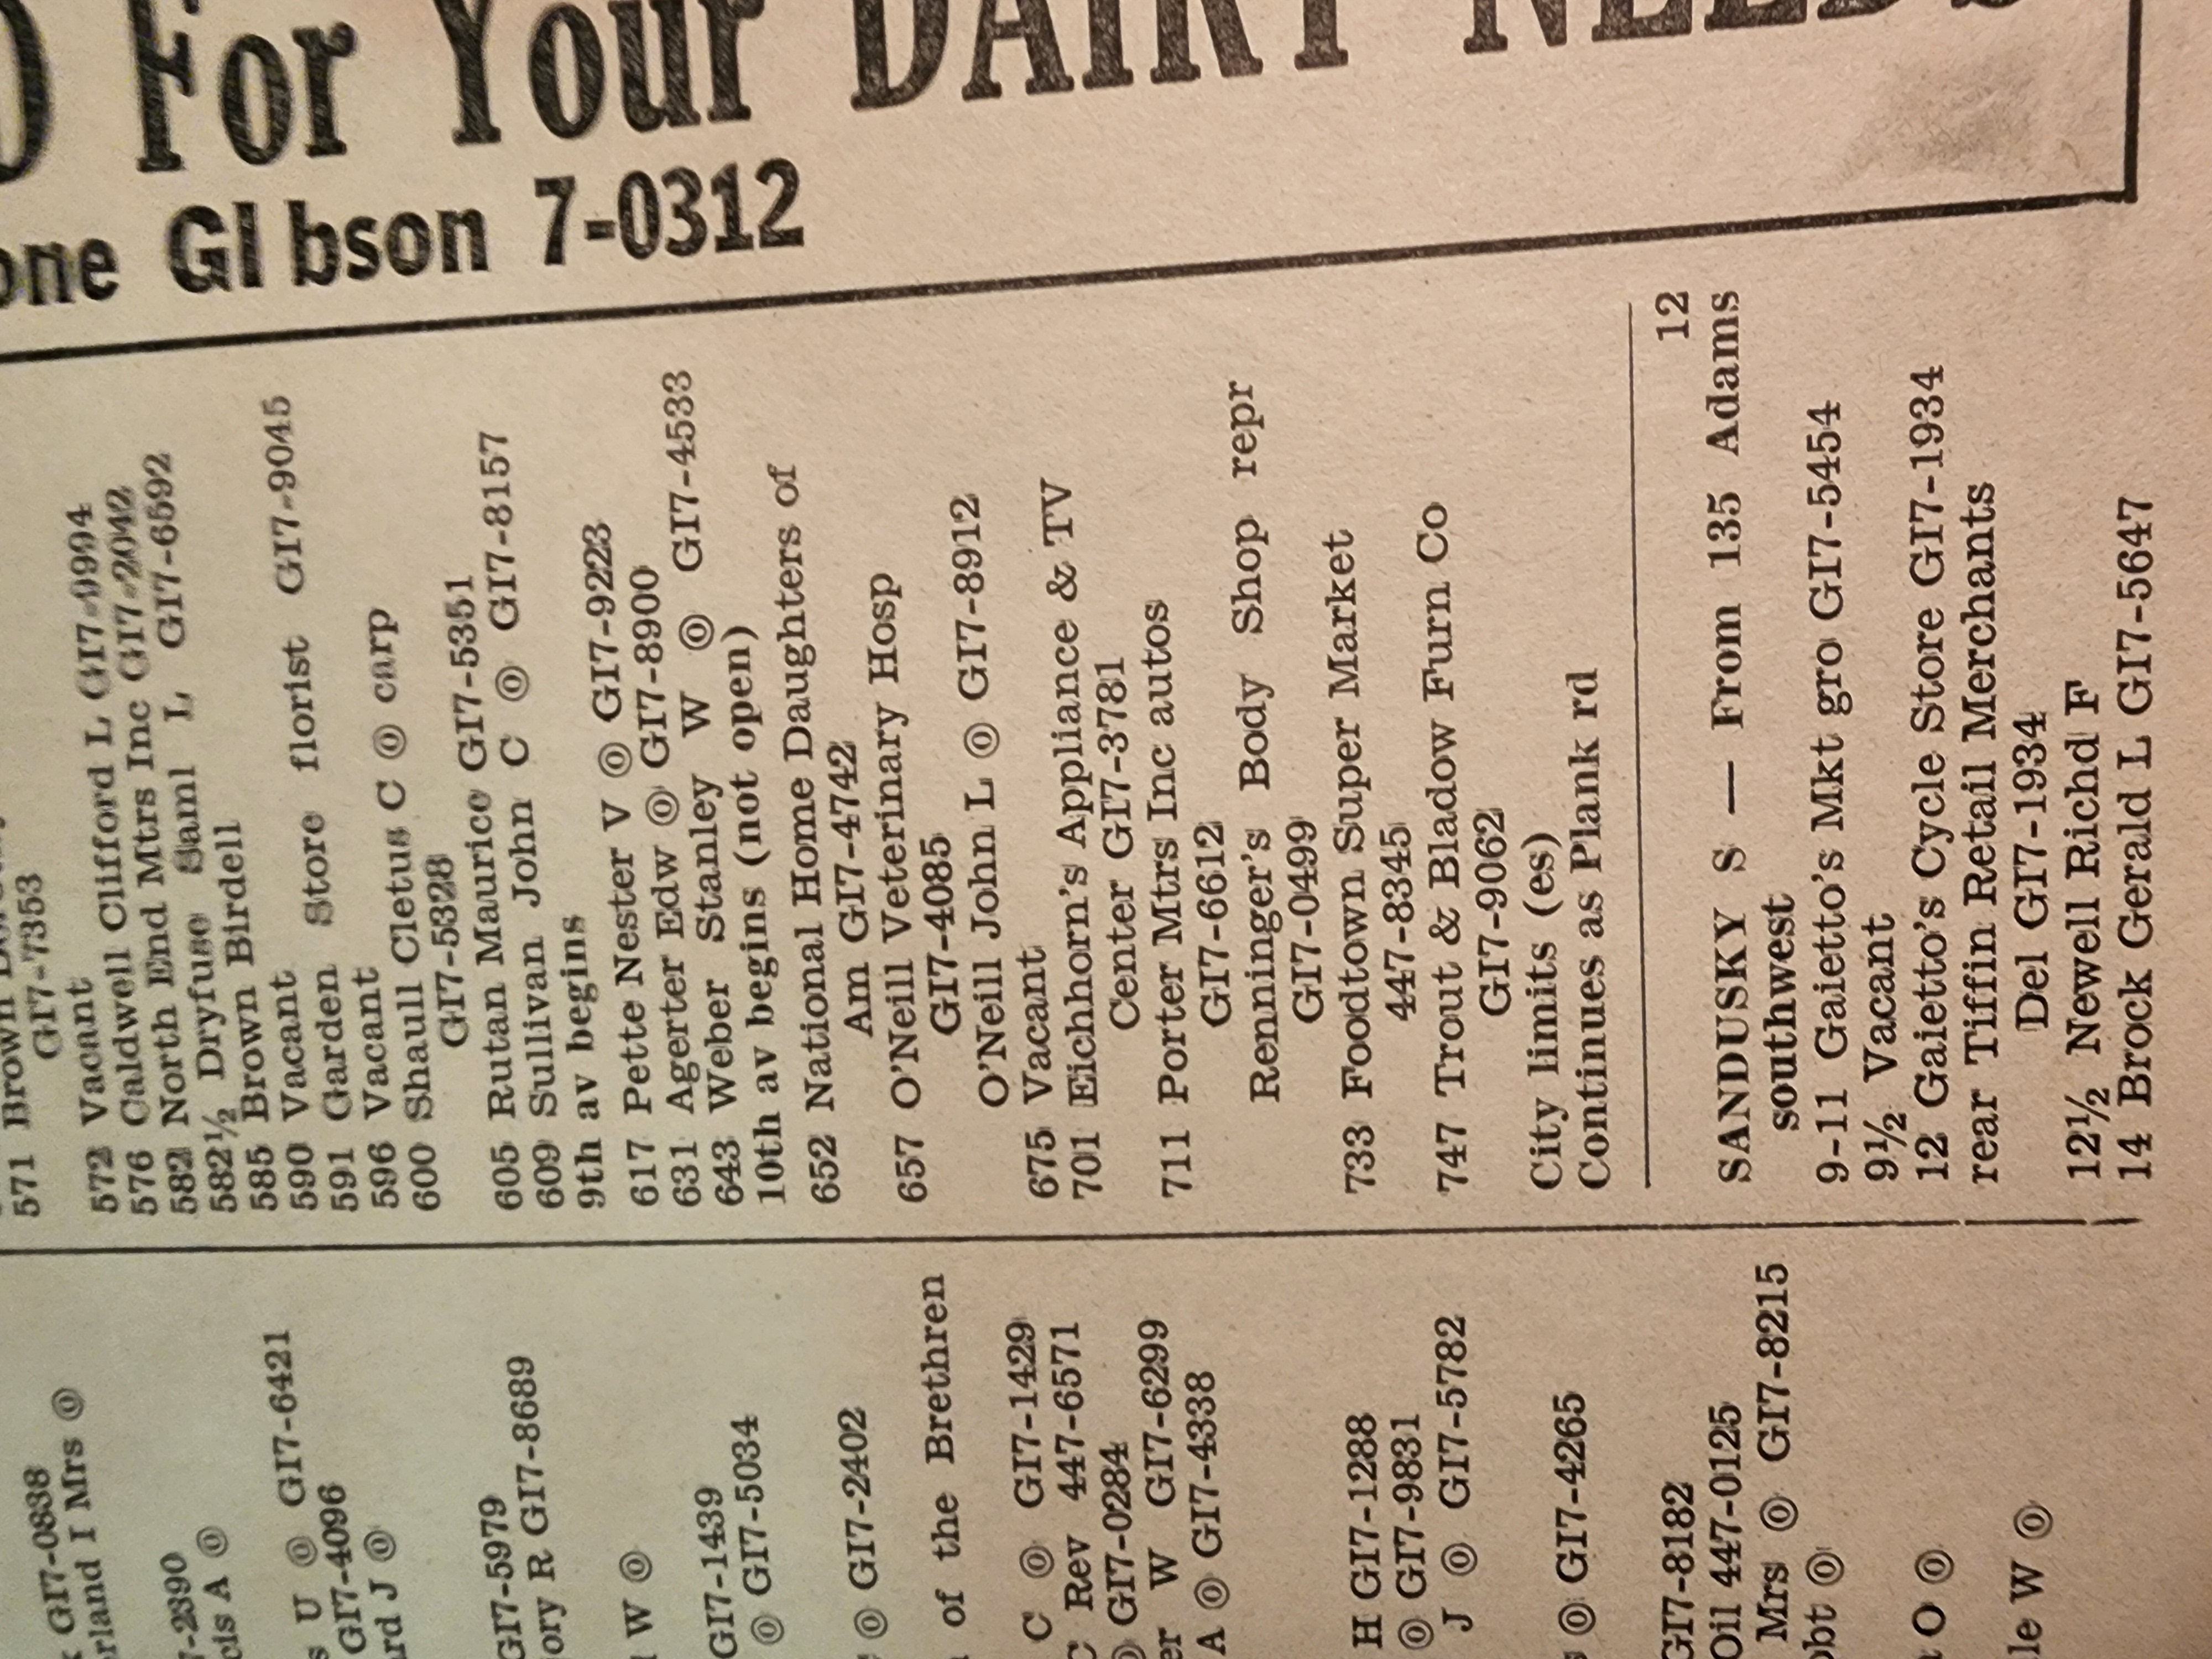 For Your DAIRY NEEDS
Gibson 7-0312
GI7-0838
I Mrs ⓞ
A ⓞ
U ⓞ GI7-6421
GI7-4096
J ⓞ
GI7-5979
R GI7-8689
W ⓞ
GI7-1439
ⓞ GI7-5034
ⓞ GI7-2402
of the Brethren
C ⓞ GI7-1429
Rev 447-6571
GI7-0284
W GI7-6299
A ⓞ GI7-4338
H GI7-1288
ⓞ GI7-9831
J ⓞ GI7-5782
ⓞ GI7-4265
GI7-8182
Oil 447-0125
Mrs ⓞ GI7-8215
ⓞ
O ⓞ
W ⓞ
571 Brown
GI7-7353
572 Vacant
576 Caldwell Clifford L GI7-9994
582 North End Mtrs Inc GI7-2042
582½ Dryfuse Saml L GI7-6592
585 Brown Birdell
590 Vacant
591 Garden Store florist GI7-9045
596 Vacant
600 Shaull Cletus C ⓞ carp
GI7-5328
605 Rutan Maurice GI7-5351
609 Sullivan John C ⓞ GI7-8157
9th av begins
617 Pette Nester V ⓞ GI7-9223
631 Agerter Edw ⓞ GI7-8900
643 Weber Stanley W ⓞ GI7-4533
10th av begins (not open)
652 National Home Daughters of
Am GI7-4742
657 O'Neill Veterinary Hosp
GI7-4085
O'Neill John L ⓞ GI7-8912
675 Vacant
701 Eichhorn's Appliance & TV
Center GI7-3781
711 Porter Mtrs Inc autos
GI7-6612
Renninger's Body Shop repr
GI7-0499
733 Foodtown Super Market
447-8345
747 Trout & Bladow Furn Co
GI7-9062
City limits (es)
Continues as Plank rd
12
SANDUSKY S — From 135 Adams
southwest
9-11 Gaietto's Mkt gro GI7-5454
9½ Vacant
12 Gaietto's Cycle Store GI7-1934
rear Tiffin Retail Merchants
Del GI7-1934
12½ Newell Richd F
14 Brock Gerald L GI7-5647